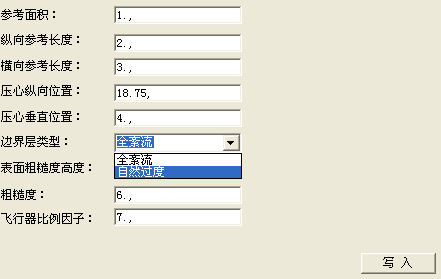 参考面积： 1.,
纵向参考长度： 2.,
横向参考长度： 3.,
压心纵向位置： 18.75,
压心垂直位置： 4.,
边界层类型： 全紊流
全紊流
表面粗糙度高度： 自然过度
粗糙度： 6.,
飞行器比例因子： 7.,
写 入